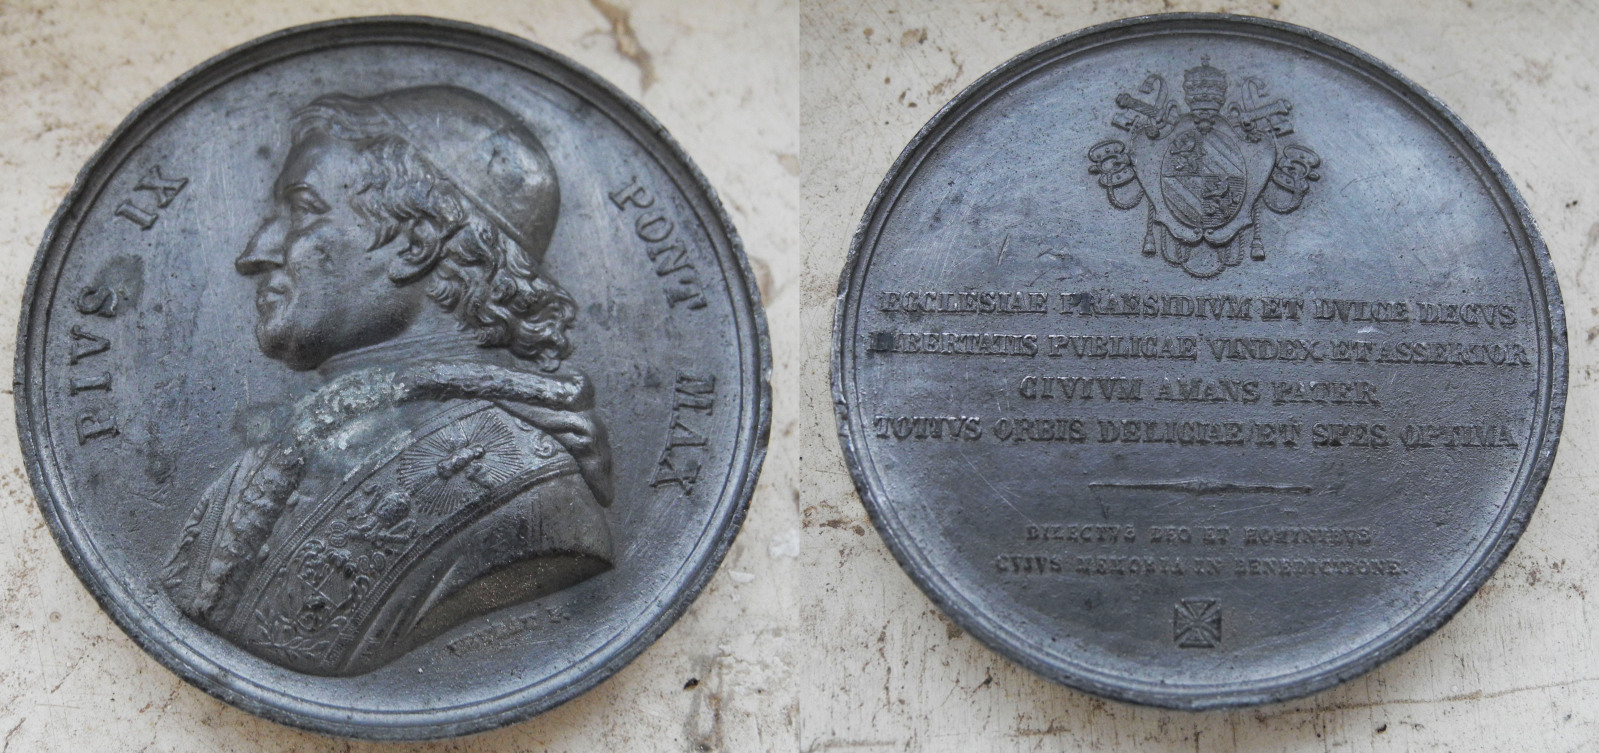 PIVS IX PONT MAX
ECCLESIAE PRAESIDIVM ET DVLCE DECVS
LIBERTATIS PVBLICAE VINDEX ET ASSERTOR
CIVIVM AMANS PATER
TOTIVS ORBIS DELICIAE ET SPES OPTIMA
DILECTVS DEO ET HOMINIBVS
CVIVS MEMORIA IN BENEDICTIONE.